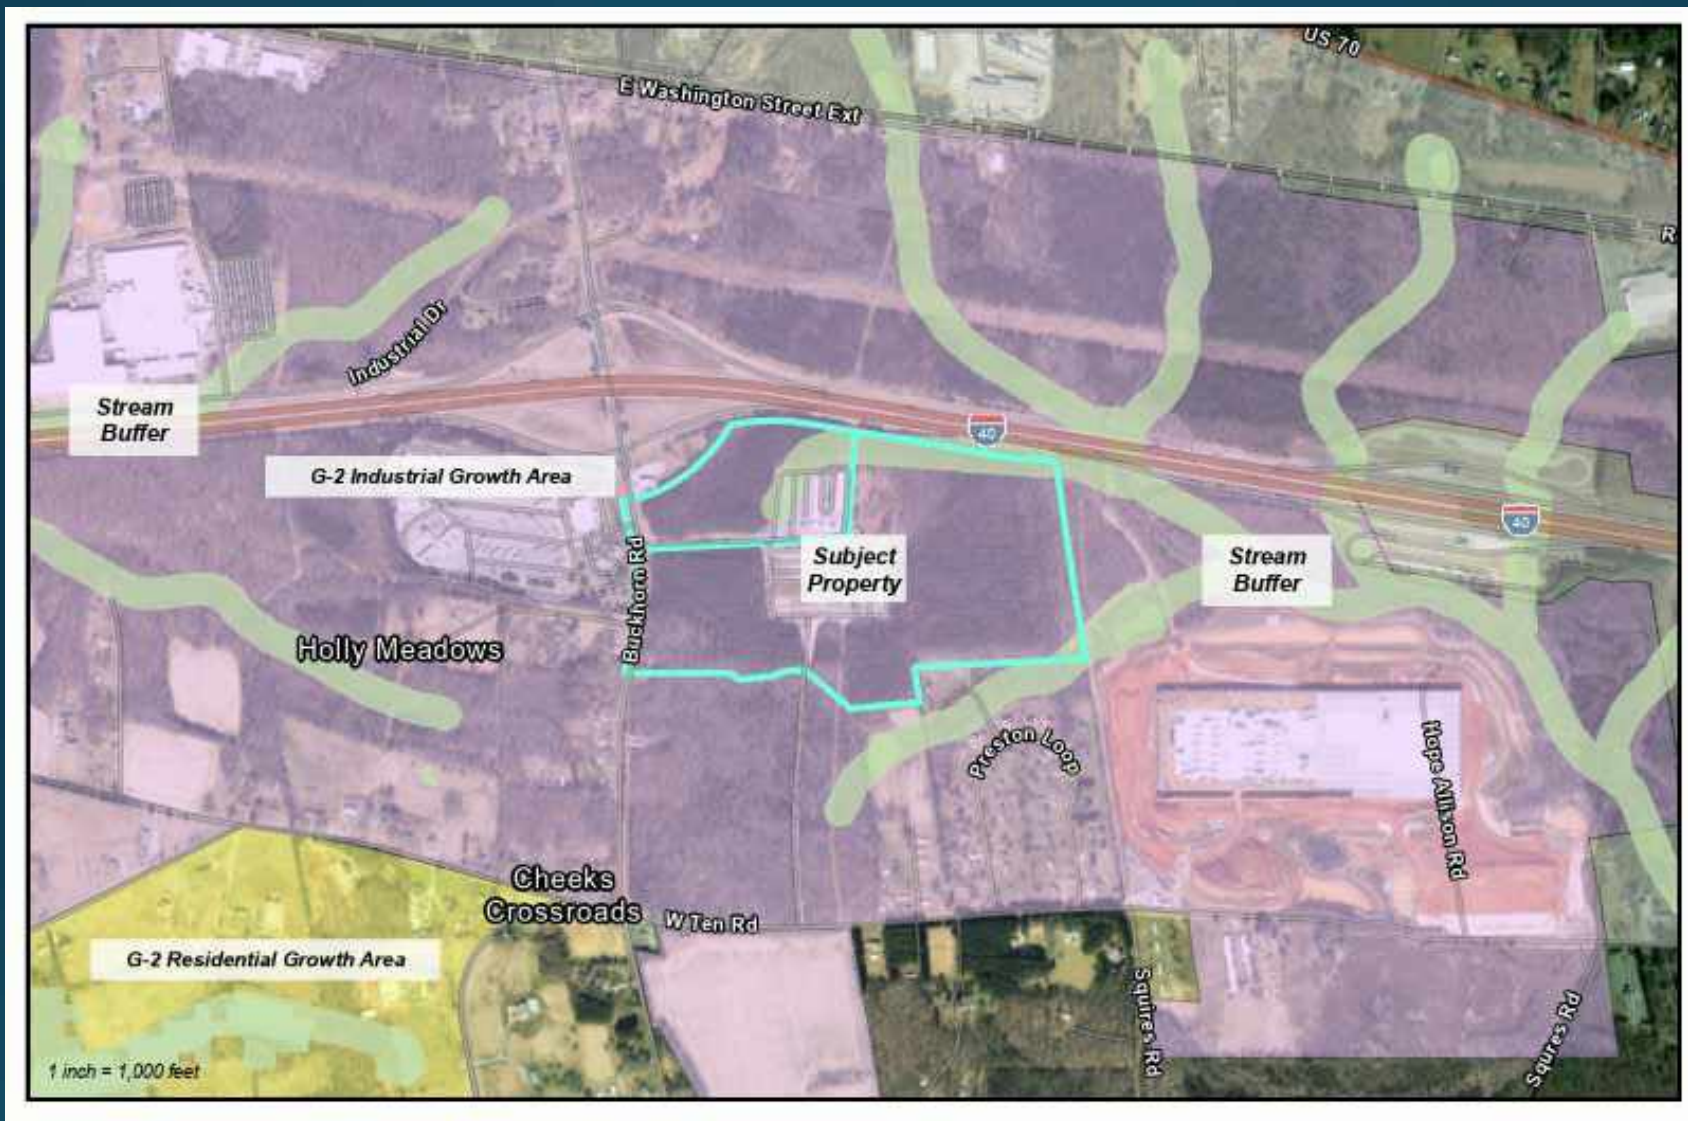 US 70
E Washington Street Ext
R
Industrial Dr
Stream
Buffer
40
G-2 Industrial Growth Area
40
Buckhorn Rd
Subject
Property
Stream
Buffer
Holly Meadows
Preston Loop
Hope Allison Rd
Cheeks
Crossroads
W Ten Rd
G-2 Residential Growth Area
Squires Rd
Squres Rd
1 inch = 1,000 feet